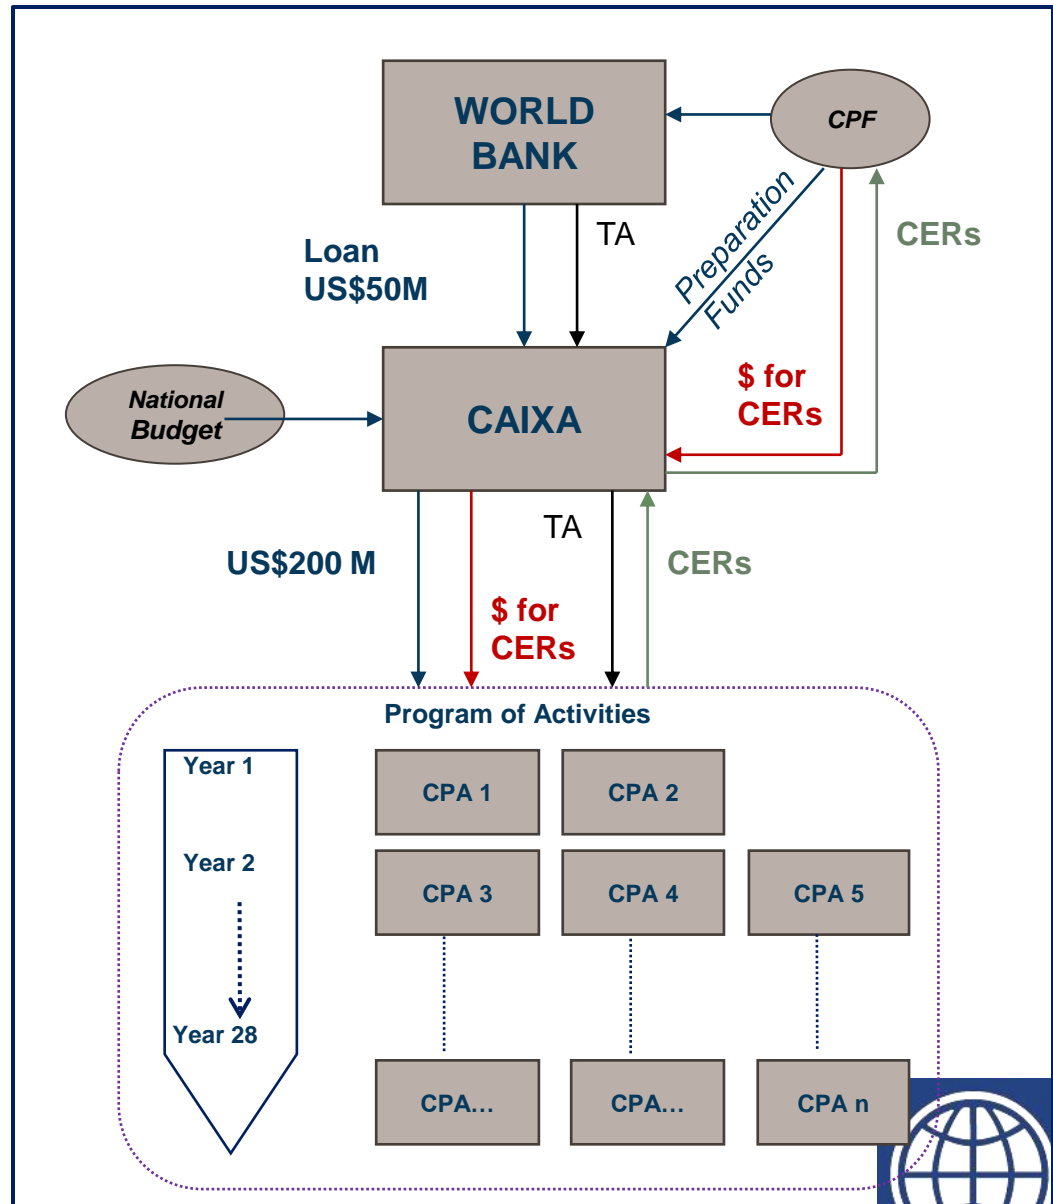 WORLD
BANK
CPF
Loan
US$50M
TA
Preparation
Funds
CERs
National
Budget
CAIXA
$ for
CERs
US$200 M
TA
CERs
$ for
CERs
Program of Activities
Year 1
CPA 1
CPA 2
Year 2
CPA 3
CPA 4
CPA 5
Year 28
CPA...
CPA...
CPA n